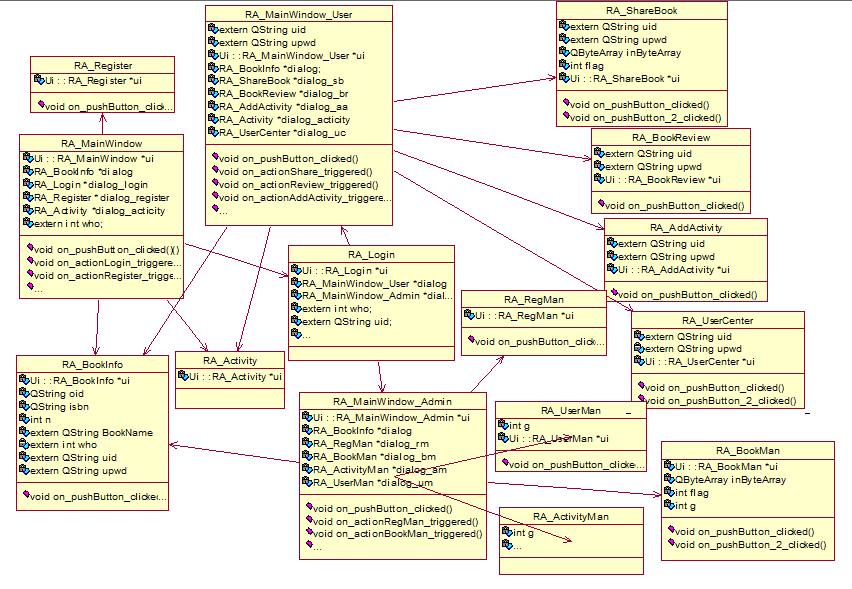 RA_Register
Ui : : RA_Register *ui
void on_pushButton_click...
RA_MainWindow
Ui : : RA_MainWindow *ui
RA_BookInfo *dialog
RA_Login *dialog_login
RA_Register *dialog_register
RA_Activity *dialog_acticity
extern int who;
void on_pushButton_clicked()()
void on_actionLogin_triggere...
void on_actionRegister_trigge...
...
RA_MainWindow_User
extern QString uid
extern QString upwd
Ui : : RA_MainWindow_User *ui
RA_BookInfo *dialog;
RA_ShareBook *dialog_sb
RA_BookReview *dialog_br
RA_AddActivity *dialog_aa
RA_Activity *dialog_acticity
RA_UserCenter *dialog_uc
void on_pushButton_clicked()
void on_actionShare_triggered()
void on_actionReview_triggered()
void on_actionAddActivity_triggere...
...
RA_ShareBook
extern QString uid
extern QString upwd
QByteArray inByteArray
int flag
Ui : : RA_ShareBook *ui
void on_pushButton_clicked()
void on_pushButton_2_clicked()
RA_BookReview
extern QString uid
extern QString upwd
Ui : : RA_BookReview *ui
void on_pushButton_clicked()
RA_AddActivity
extern QString uid
extern QString upwd
Ui : : RA_AddActivity *ui
void on_pushButton_clicked()
RA_Login
Ui : : RA_Login *ui
RA_MainWindow_User *dialog
RA_MainWindow_Admin *dial...
extern int who;
extern QString uid;
...
RA_RegMan
Ui : : RA_RegMan *ui
void on_pushButton_click...
RA_UserCenter
extern QString uid
extern QString upwd
Ui : : RA_UserCenter *ui
void on_pushButton_clicked()
void on_pushButton_2_clicked()
RA_BookInfo
Ui : : RA_BookInfo *ui
QString oid
QString isbn
int n
extern QString BookName
extern int who
extern QString uid
extern QString upwd
void on_pushButton_clicke...
RA_Activity
Ui : : RA_Activity *ui
RA_MainWindow_Admin
Ui : : RA_MainWindow_Admin *ui
RA_BookInfo *dialog
RA_RegMan *dialog_rm
RA_BookMan *dialog_bm
RA_ActivityMan *dialog_am
RA_UserMan *dialog_um
void on_pushButton_clicked()
void on_actionRegMan_triggered()
void on_actionBookMan_triggered()
...
RA_UserMan
int g
Ui : : RA_UserMan *ui
void on_pushButton_clicke...
RA_BookMan
Ui : : RA_BookMan *ui
QByteArray inByteArray
int flag
int g
void on_pushButton_clicked()
void on_pushButton_2_clicked()
RA_ActivityMan
int g
...